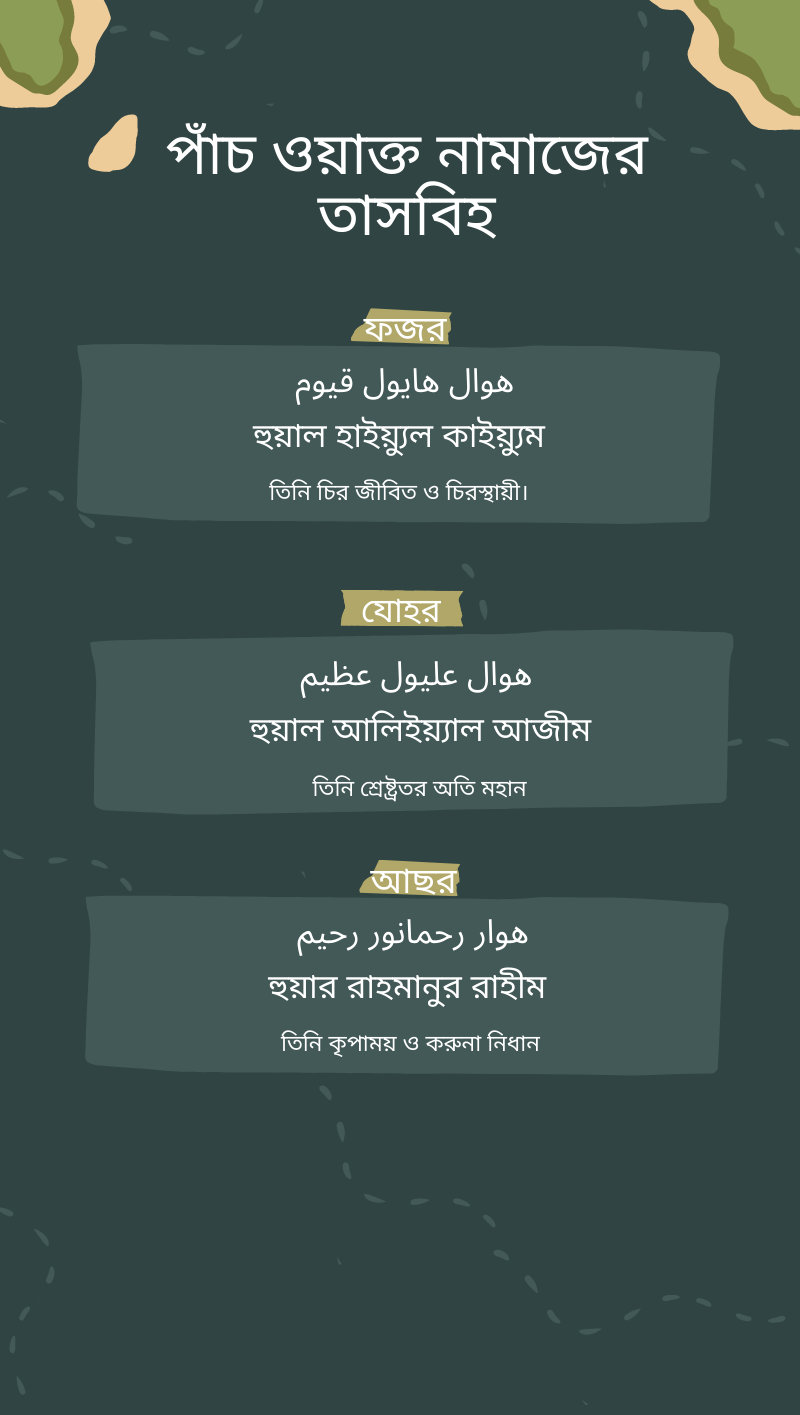 পাঁচ ওয়াক্ত নামাজের
তাসবিহ
ফজর
هوال هايول قيوم
হুয়াল হাইয়্যুল কাইয়্যুম
তিনি চির জীবিত ও চিরস্থায়ী।
যোহর
هوال عليول عظيم
হুয়াল আলিইয়্যাল আজীম
তিনি শ্রেষ্ট্রতর অতি মহান
আছর
هوار رحمانور رحيم
হুয়ার রাহমানুর রাহীম
তিনি কৃপাময় ও করুনা নিধান